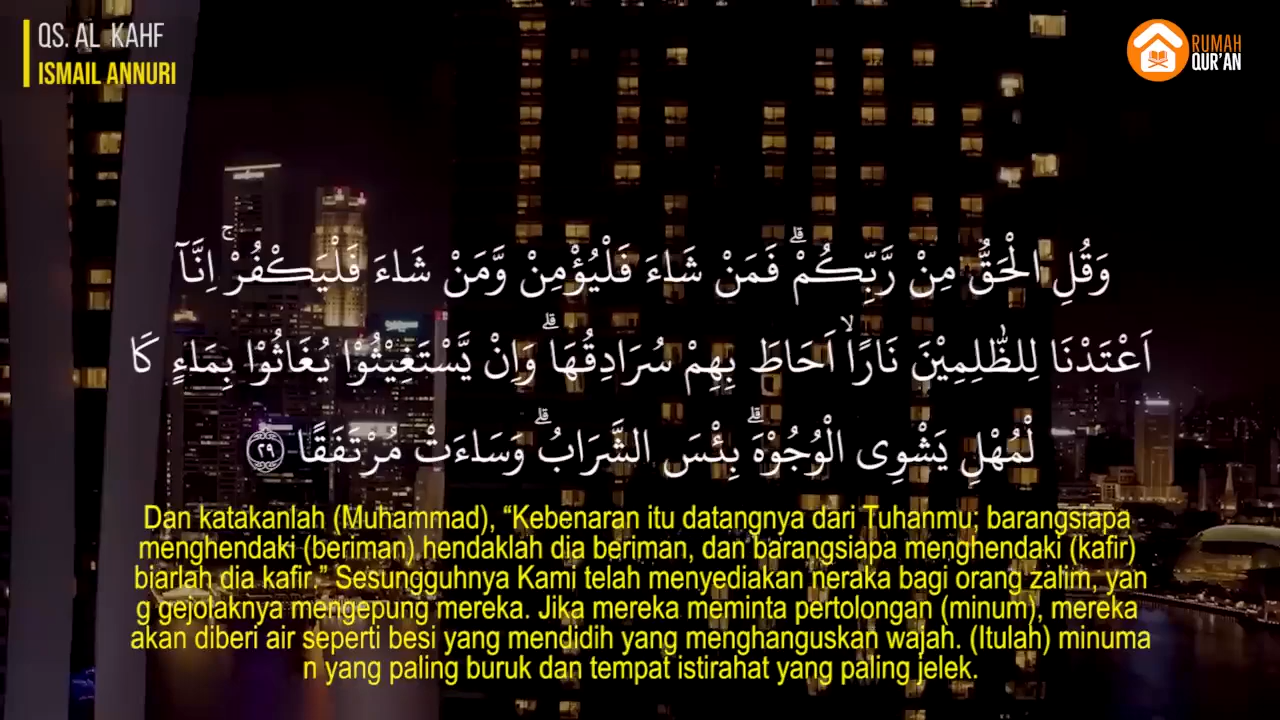 QS. AL KAHF
ISMAIL ANNURI
RUMAH
QUR'AN
وَقُلِ الْحَقُّ مِنْ رَّبِّكُمْۗ فَمَنْ شَاۤءَ فَلْيُؤْمِنْ وَّمَنْ شَاۤءَ فَلْيَكْفُرْۚ اِنَّآ
اَعْتَدْنَا لِلظّٰلِمِيْنَ نَارًاۙ اَحَاطَ بِهِمْ سُرَادِقُهَاۗ وَاِنْ يَّسْتَغِيْثُوْا يُغَاثُوْا بِمَاۤءٍ كَا
لْمُهْلِ يَشْوِى الْوُجُوْهَۗ بِئْسَ الشَّرَابُۗ وَسَاۤءَتْ مُرْتَفَقًا ٢٩
Dan katakanlah (Muhammad), “Kebenaran itu datangnya dari Tuhanmu; barangsiapa
menghendaki (beriman) hendaklah dia beriman, dan barangsiapa menghendaki (kafir)
biarlah dia kafir.” Sesungguhnya Kami telah menyediakan neraka bagi orang zalim, yan
g gejolaknya mengepung mereka. Jika mereka meminta pertolongan (minum), mereka
akan diberi air seperti besi yang mendidih yang menghanguskan wajah. (Itulah) minuma
n yang paling buruk dan tempat istirahat yang paling jelek.